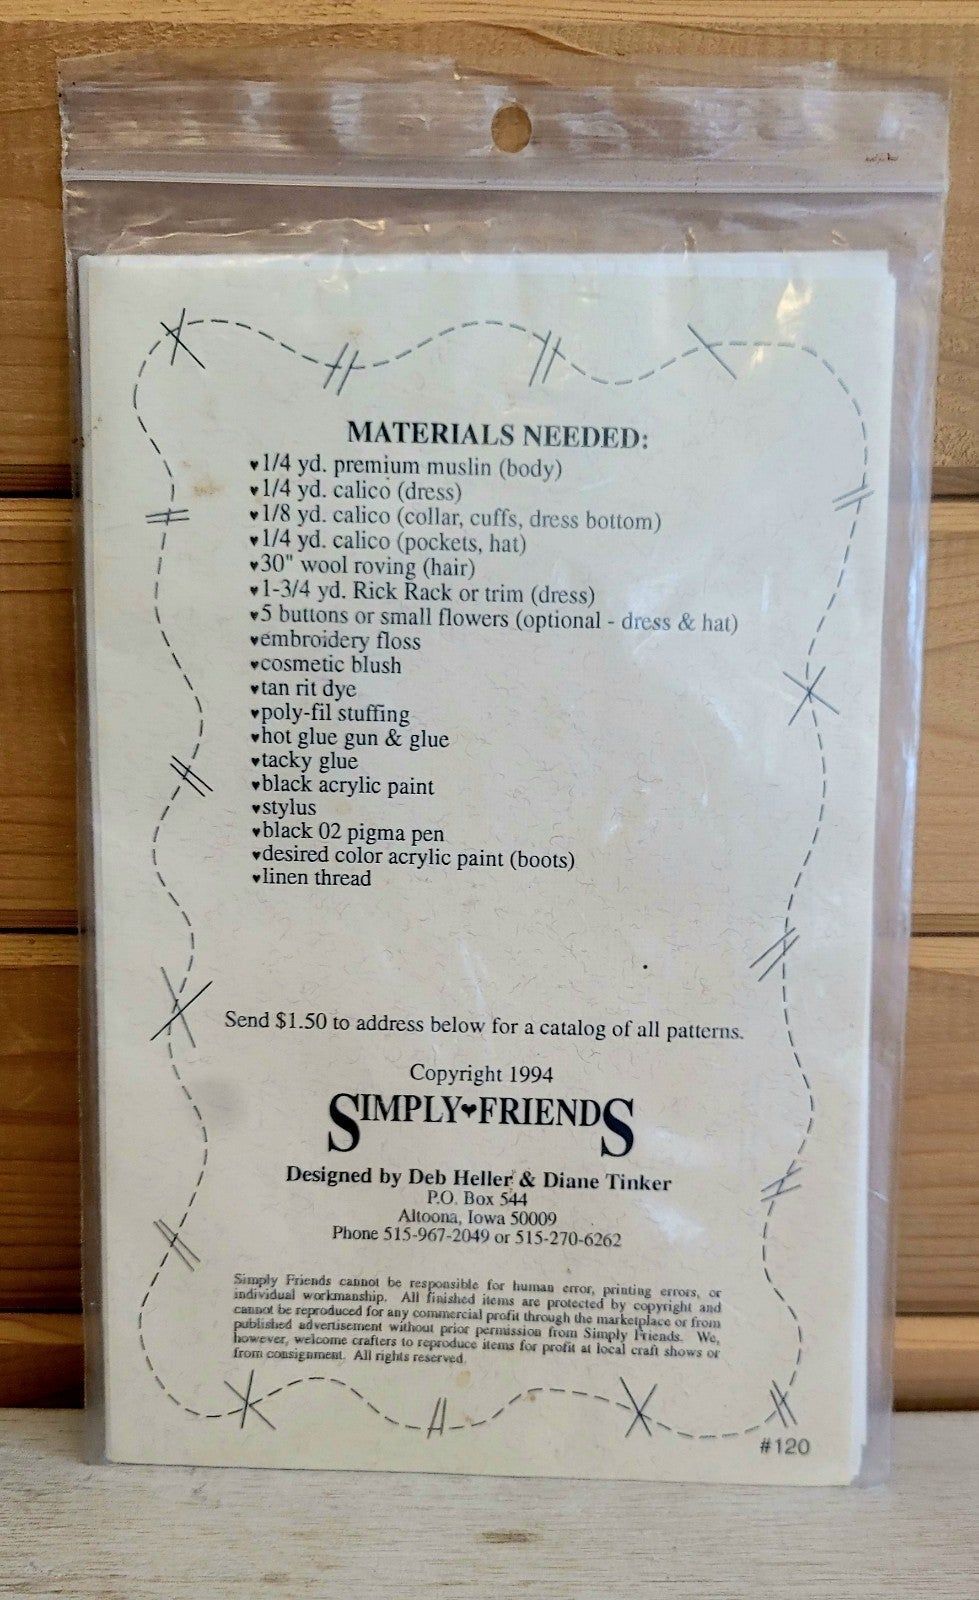 MATERIALS NEEDED:
♥1/4 yd. premium muslin (body)
♥1/4 yd. calico (dress)
♥1/8 yd. calico (collar, cuffs, dress bottom)
♥1/4 yd. calico (pockets, hat)
♥30" wool roving (hair)
♥1-3/4 yd. Rick Rack or trim (dress)
♥5 buttons or small flowers (optional - dress & hat)
♥embroidery floss
♥cosmetic blush
♥tan rit dye
♥poly-fil stuffing
♥hot glue gun & glue
♥tacky glue
♥black acrylic paint
♥stylus
♥black 02 pigma pen
♥desired color acrylic paint (boots)
♥linen thread
Send $1.50 to address below for a catalog of all patterns.
Copyright 1994
SIMPLY♥FRIENDS
Designed by Deb Heller & Diane Tinker
P.O. Box 544
Altoona, Iowa 50009
Phone 515-967-2049 or 515-270-6262
Simply Friends cannot be responsible for human error, printing errors, or
individual workmanship. All finished items are protected by copyright and
cannot be reproduced for any commercial profit through the marketplace or from
published advertisement without prior permission from Simply Friends. We,
however, welcome crafters to reproduce items for profit at local craft shows or
from consignment. All rights reserved.
#120